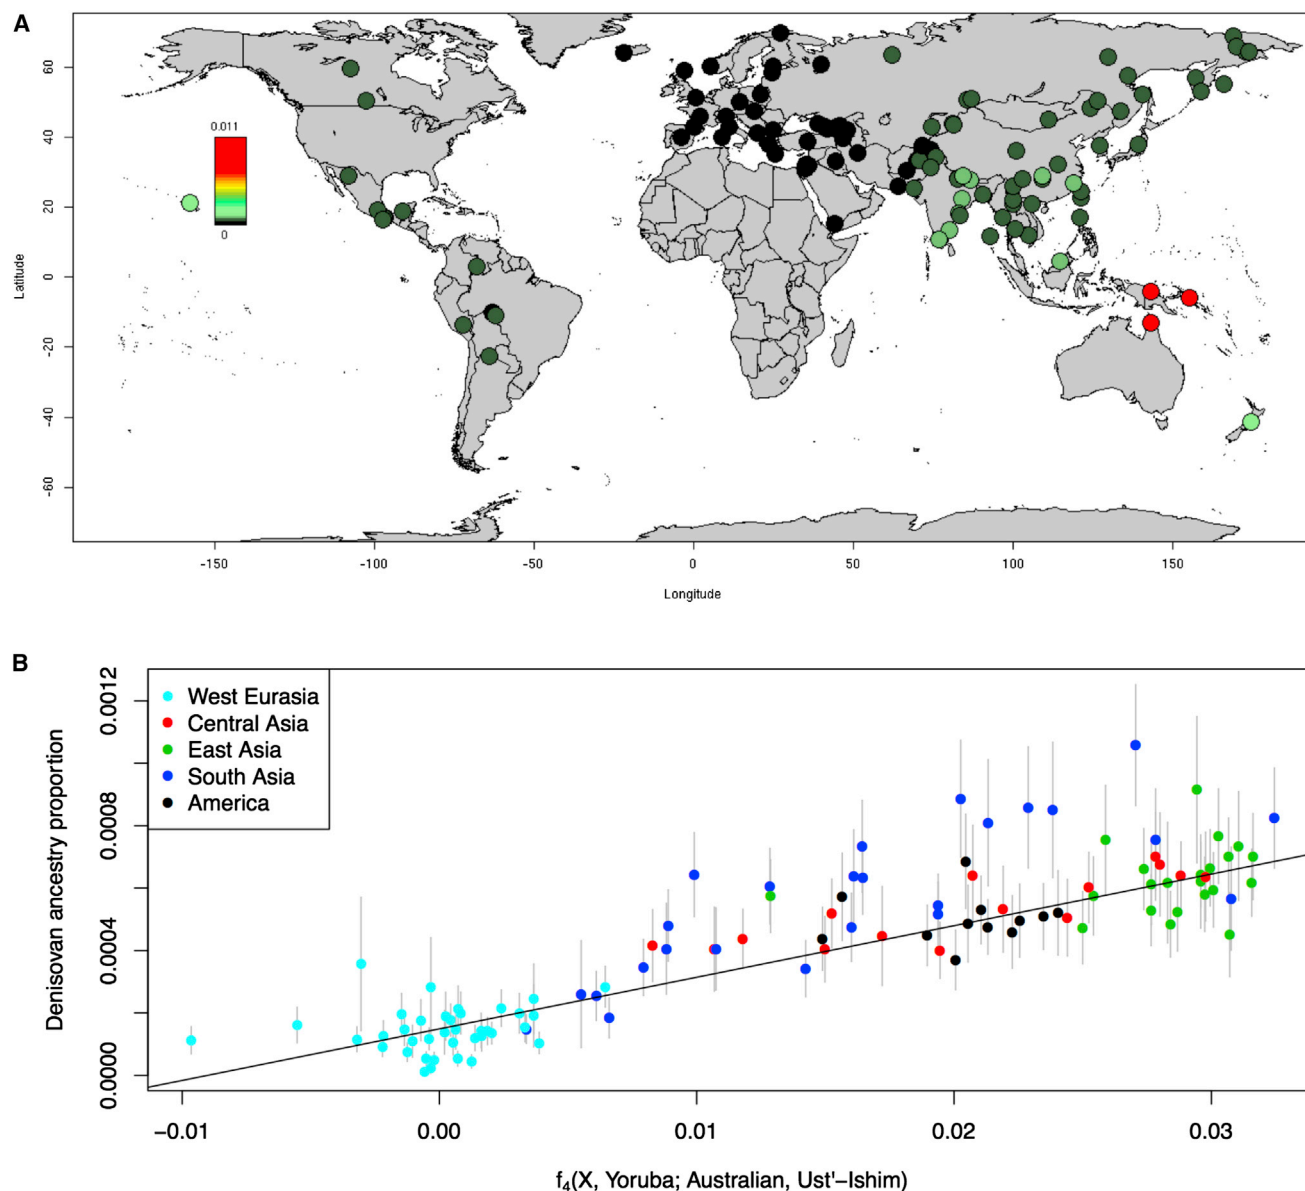 A
60
40
20
0
-20
-40
-60
Latitude
0.011
0
-150
-100
-50
0
50
100
150
Longitude
B
0.0012
0.0008
0.0004
0.0000
Denisovan ancestry proportion
West Eurasia
Central Asia
East Asia
South Asia
America
−0.01
0.00
0.01
0.02
0.03
f4(X, Yoruba; Australian, Ust'−Ishim)